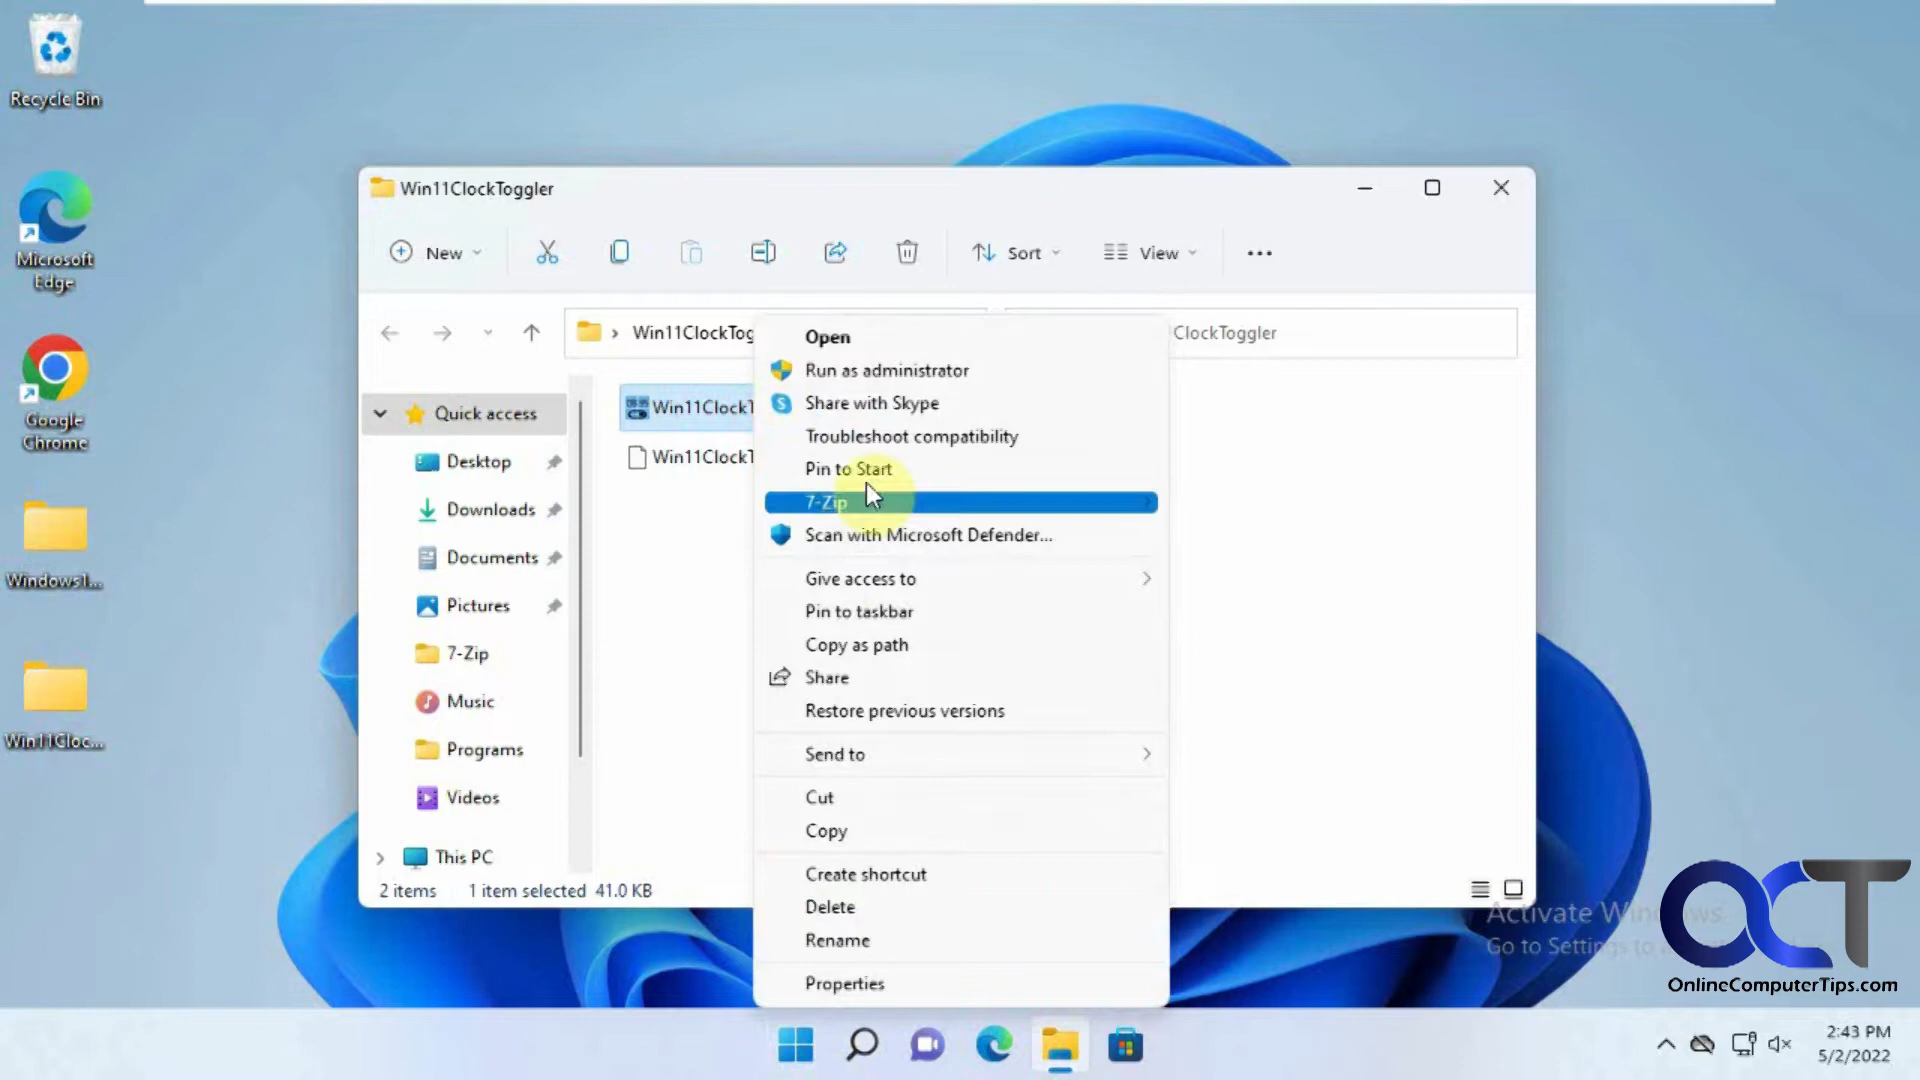 Recycle Bin
Microsoft
Edge
Google
Chrome
Windows1...
Win11Cloc...
Win11ClockToggler
New
Sort
View
Win11ClockTog
ClockToggler
Quick access
Desktop
Downloads
Documents
Pictures
7-Zip
Music
Programs
Videos
This PC
Win11ClockT
Win11ClockT
2 items 1 item selected 41.0 KB
Open
Run as administrator
Share with Skype
Troubleshoot compatibility
Pin to Start
7-Zip
Scan with Microsoft Defender...
Give access to
Pin to taskbar
Copy as path
Share
Restore previous versions
Send to
Cut
Copy
Create shortcut
Delete
Rename
Properties
Activate Windows
Go to Settings to
OCT
OnlineComputerTips.com
2:43 PM
5/2/2022